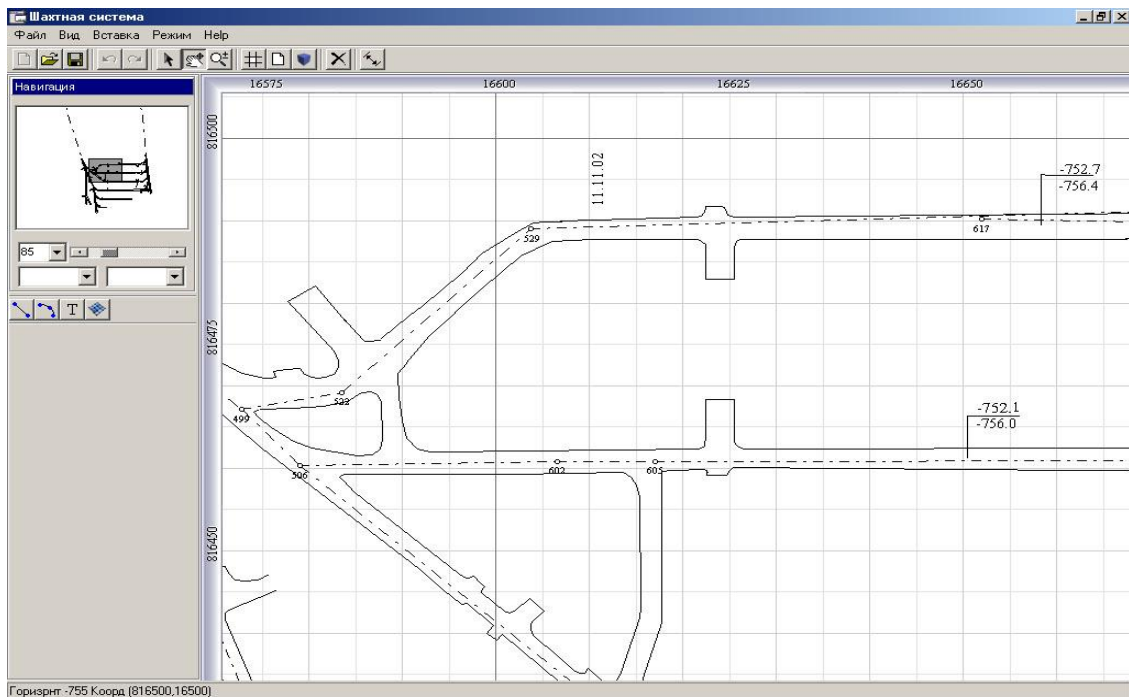 Шахтная система
Файл Вид Вставка Режим Help
Навигация
85
T
16575 16600 16625 16650
816500
816475
816450
11.11.02
-752.7
-756.4
529
617
522
499
-752.1
-756.0
506
602
605
Горизрнт -755 Коорд (816500,16500)